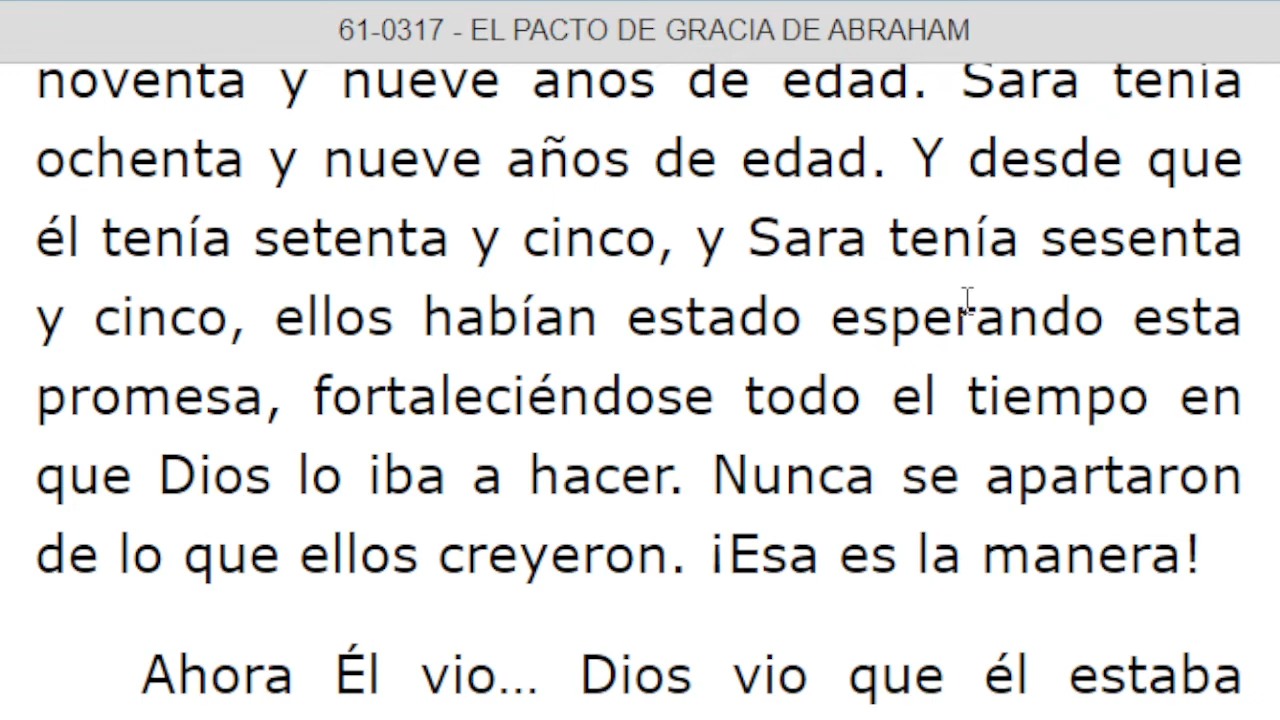 61-0317 - EL PACTO DE GRACIA DE ABRAHAM
noventa y nueve años de edad. Sara tenía
ochenta y nueve años de edad. Y desde que
él tenía setenta y cinco, y Sara tenía sesenta
y cinco, ellos habían estado esperando esta
promesa, fortaleciéndose todo el tiempo en
que Dios lo iba a hacer. Nunca se apartaron
de lo que ellos creyeron. ¡Esa es la manera!
Ahora Él vio... Dios vio que él estaba